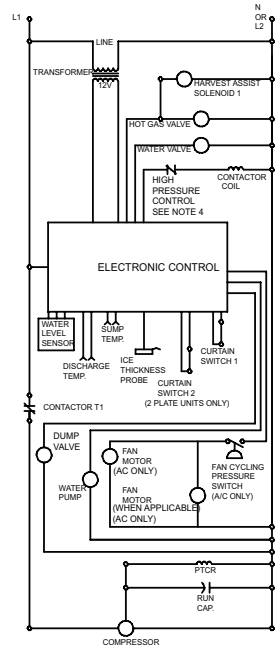 L1
N
OR
L2
LINE
TRANSFORMER
12V
HARVEST ASSIST
SOLENOID 1
HOT GAS VALVE
WATER VALVE
HIGH
PRESSURE
CONTROL
SEE NOTE 4
CONTACTOR
COIL
ELECTRONIC CONTROL
WATER
LEVEL
SENSOR
SUMP
TEMP.
DISCHARGE
TEMP.
ICE
THICKNESS
PROBE
CURTAIN
SWITCH 1
CURTAIN
SWITCH 2
(2 PLATE UNITS ONLY)
CONTACTOR T1
DUMP
VALVE
WATER
PUMP
FAN
MOTOR
(AC ONLY)
FAN
MOTOR
(WHEN APPLICABLE)
(AC ONLY)
FAN CYCLING
PRESSURE
SWITCH
(A/C ONLY)
PTCR
RUN
CAP.
COMPRESSOR